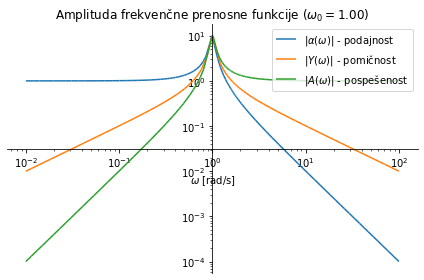 Amplituda frekvenčne prenosne funkcije (ω₀ = 1.00)
|α(ω)| - podajnost
|Y(ω)| - pomičnost
|A(ω)| - pospešenost
10¹
10⁰
10⁻¹
10⁻² 10⁻¹ 10⁰ 10¹ 10²
10⁻²
ω [rad/s]
10⁻³
10⁻⁴